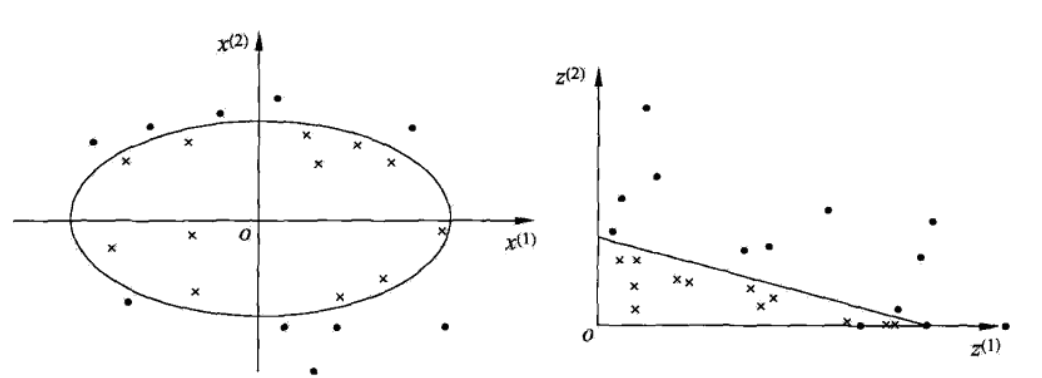 x(2)
O
x(1)
z(2)
O
z(1)